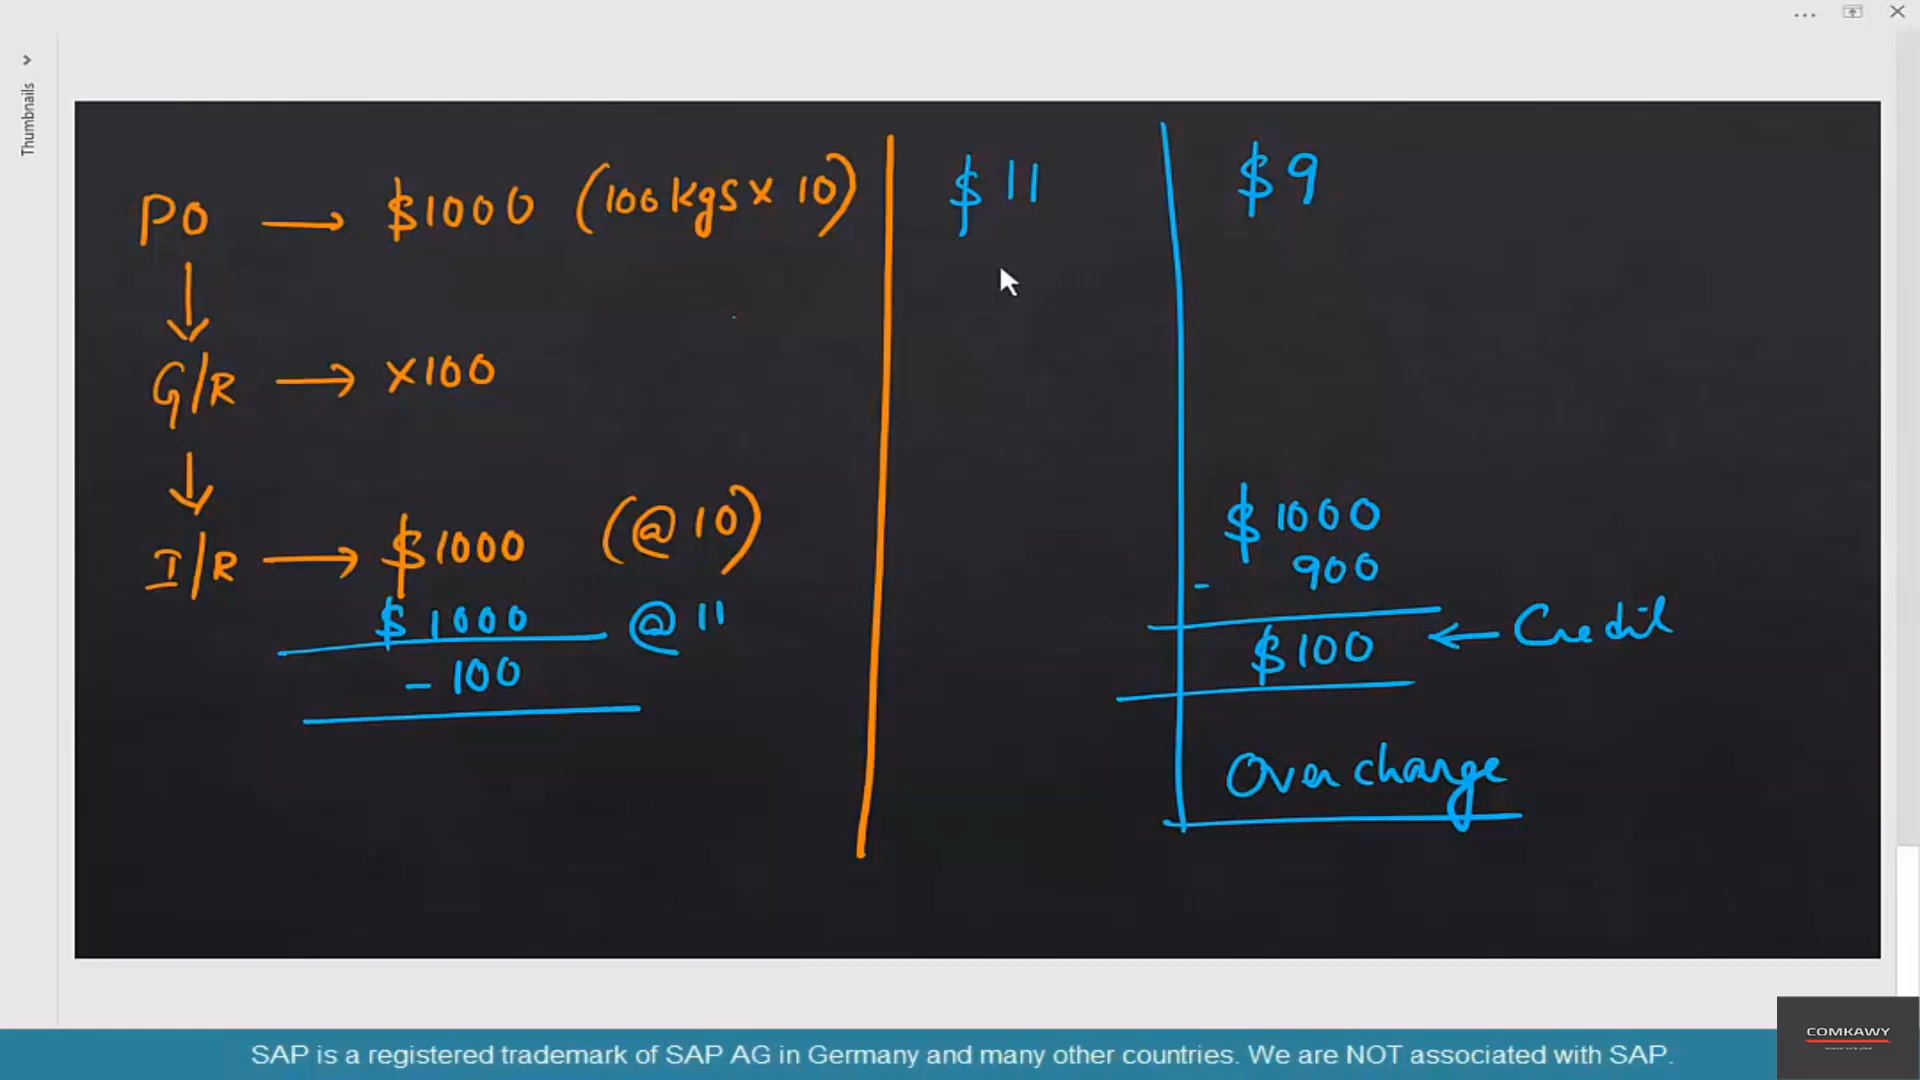 Thumbnails
PO → $1000 (100kgs x 10)
G/R → x100
I/R → $1000 (@ 10)
$ 1000 @ 11
- 100
$ 11
$ 9
$ 1000
- 900
$100 ← Credit
Over charge
COMKAWY
SAP is a registered trademark of SAP AG in Germany and many other countries. We are NOT associated with SAP.